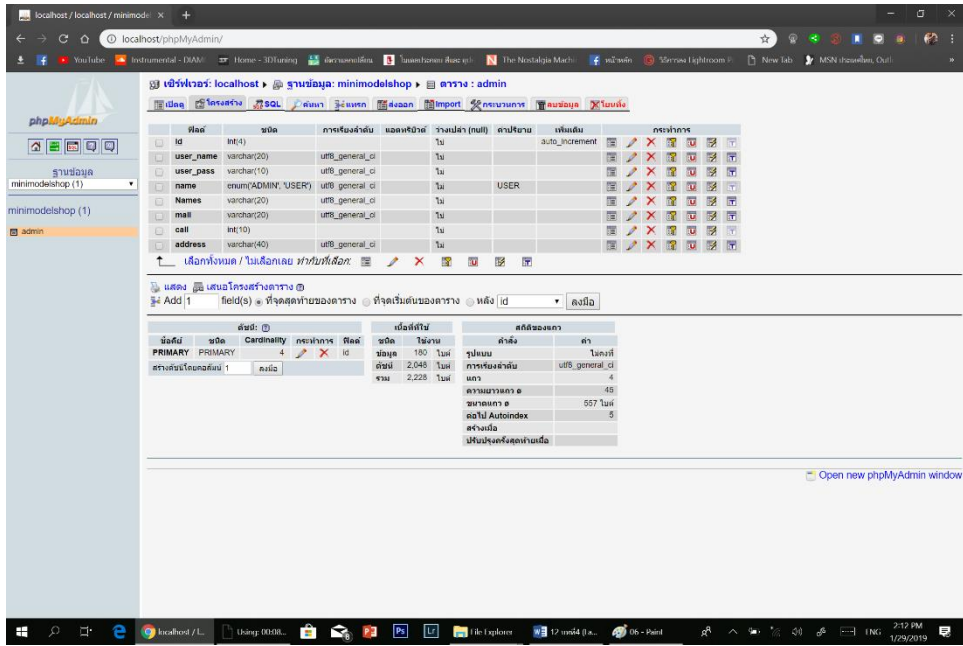 localhost / localhost / minimode
localhost/phpMyAdmin/
YouTube Instrumental - DIAM Home - 3DTuning The Nostalgia Machi New Tab MSN
phpMyAdmin
ฐานข้อมูล
minimodelshop (1)
minimodelshop (1)
admin
เซิร์ฟเวอร์: localhost ▸ ฐานข้อมูล: minimodelshop ▸ ตาราง : admin
เปิดดู โครงสร้าง SQL ค้นหา แทรก ส่งออก Import กระบวนการ ลบข้อมูล โยนทิ้ง
ฟิลด์ ชนิด การเรียงลำดับ แอตทริบิวต์ ว่างเปล่า (null) ค่าปริยาย เพิ่มเติม กระทำการ
id int(4) ไม่ auto_increment
user_name varchar(20) utf8_general_ci ไม่
user_pass varchar(10) utf8_general_ci ไม่
name enum('ADMIN', 'USER') utf8_general_ci ไม่ USER
Names varchar(20) utf8_general_ci ไม่
mail varchar(20) utf8_general_ci ไม่
call int(10) ไม่
address varchar(40) utf8_general_ci ไม่
เลือกทั้งหมด / ไม่เลือกเลย ทำกับที่เลือก:
แสดง เสนอโครงสร้างตาราง
Add 1 field(s) ที่จุดสุดท้ายของตาราง ที่จุดเริ่มต้นของตาราง หลัง id ลงมือ
ดัชนี:
ชื่อคีย์ ชนิด Cardinality กระทำการ ฟิลด์
PRIMARY PRIMARY 4 id
สร้างดัชนีโดยคอลัมน์ 1 ลงมือ
เนื้อที่ที่ใช้
ชนิด ใช้งาน
ข้อมูล 180 ไบต์
ดัชนี 2,048 ไบต์
รวม 2,228 ไบต์
สถิติของแถว
คำสั่ง ค่า
รูปแบบ ไม่คงที่
การเรียงลำดับ utf8_general_ci
แถว 4
ความยาวแถว ø 45
ขนาดแถว ø 557 ไบต์
ต่อไป Autoindex 5
สร้างเมื่อ
ปรับปรุงครั้งสุดท้ายเมื่อ
Open new phpMyAdmin window
localhost / L... Using: 00:08... File Explorer 06 - Paint ENG
2:12 PM
1/29/2019